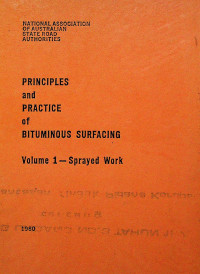 NATIONAL ASSOCIATION
OF AUSTRALIAN
STATE ROAD
AUTHORITIES
PRINCIPLES
and
PRACTICE
of
BITUMINOUS SURFACING
Volume 1 — Sprayed Work
1980